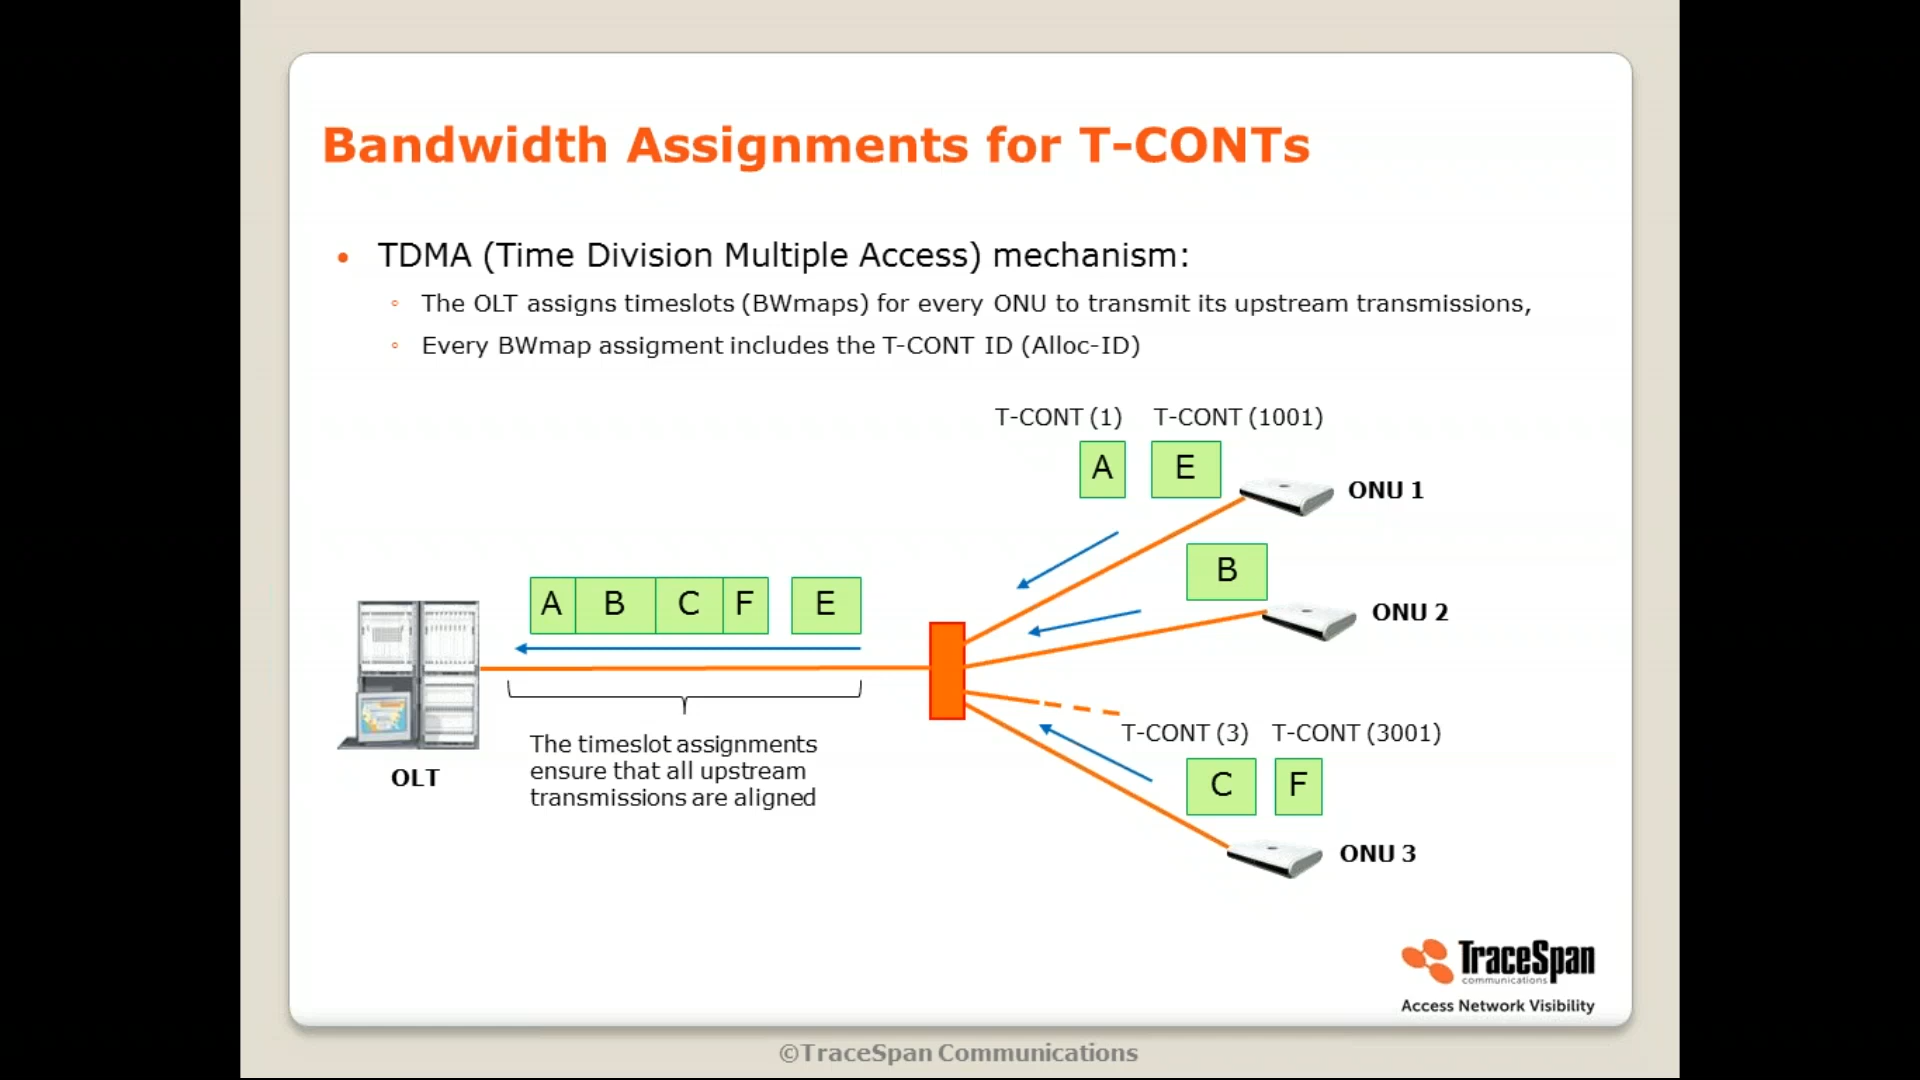 Bandwidth Assignments for T-CONTs
• TDMA (Time Division Multiple Access) mechanism:
◦ The OLT assigns timeslots (BWmaps) for every ONU to transmit its upstream transmissions,
◦ Every BWmap assigment includes the T-CONT ID (Alloc-ID)
T-CONT (1) T-CONT (1001)
A E
ONU 1
B
ONU 2
A B C F E
T-CONT (3) T-CONT (3001)
C F
ONU 3
OLT
The timeslot assignments
ensure that all upstream
transmissions are aligned
TraceSpan
communications
Access Network Visibility
©TraceSpan Communications